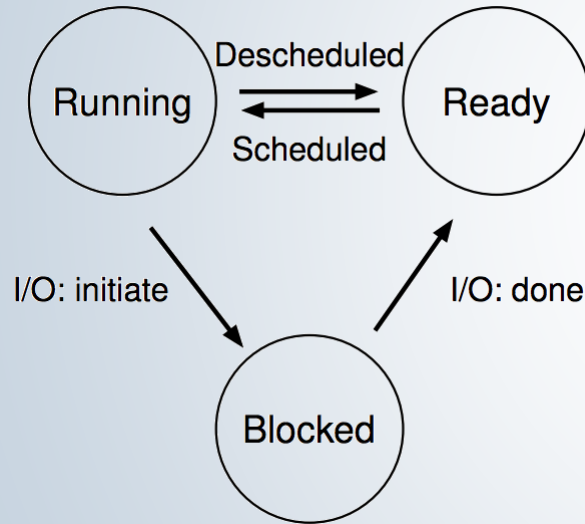 Descheduled
Running
Ready
Scheduled
I/O: initiate
I/O: done
Blocked